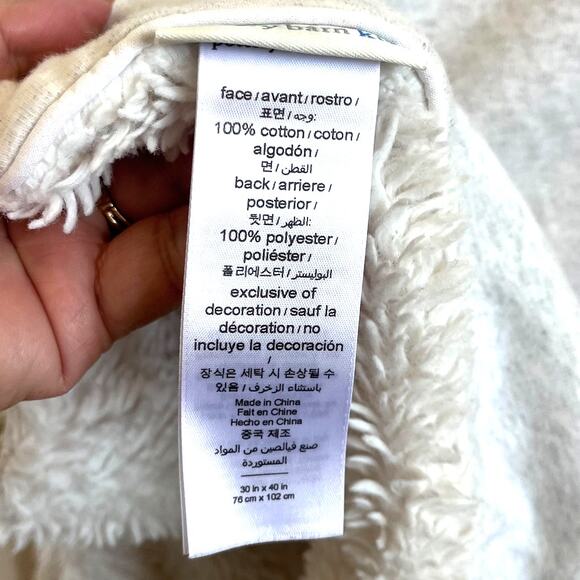 barn
face / avant / rostro /
표면 / وجه:
100% cotton / coton /
algodón /
면 / القطن
back / arriere /
posterior /
뒷면 / الظهر:
100% polyester /
poliéster /
폴리에스터 / البوليستر
exclusive of
decoration / sauf la
décoration / no
incluye la decoración
/
장식은 세탁 시 손상될 수
있음 / باستثناء الزخرف
Made in China
Fait en Chine
Hecho en China
중국 제조
صنع فيالصين من المواد
المستوردة
30 in x 40 in
76 cm x 102 cm